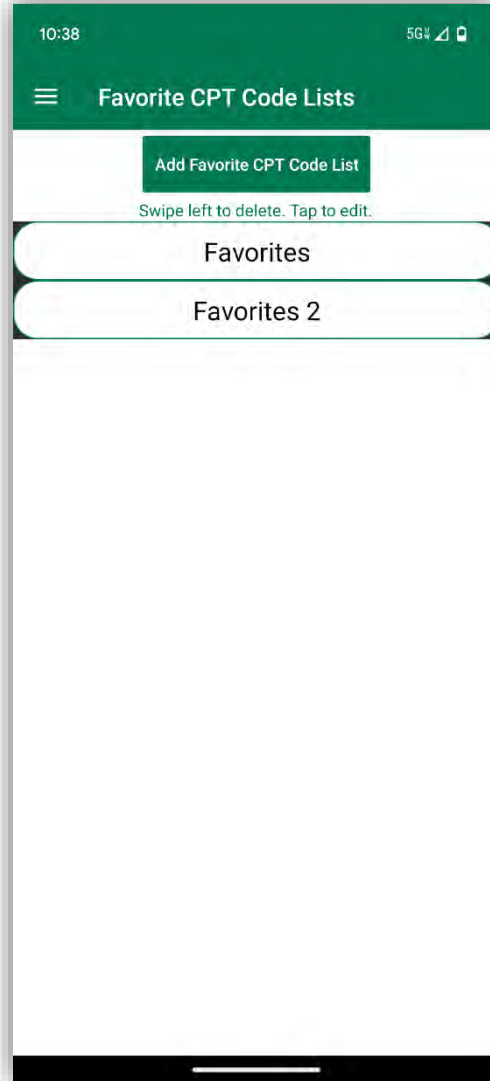 10:38 5G
Favorite CPT Code Lists
Add Favorite CPT Code List
Swipe left to delete. Tap to edit.
Favorites
Favorites 2